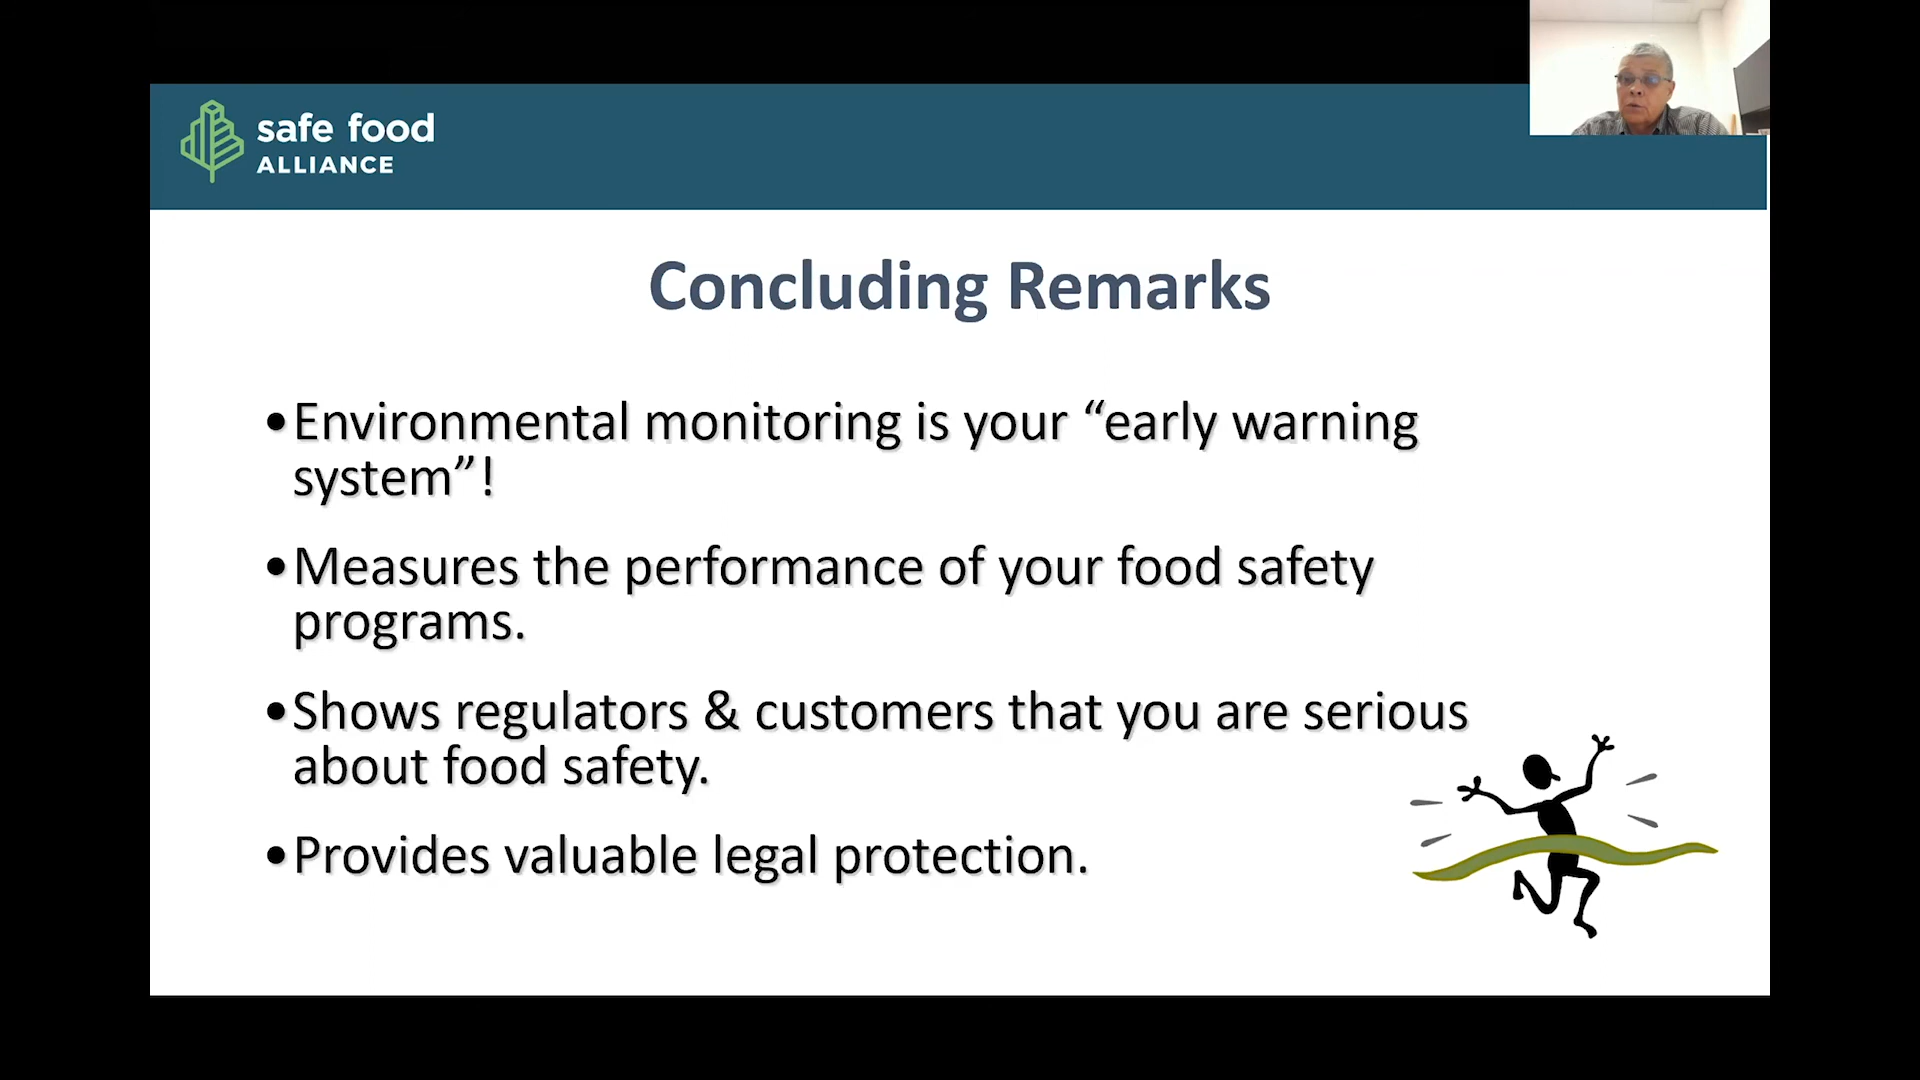 safe food
ALLIANCE
Concluding Remarks
•Environmental monitoring is your “early warning
system”!
•Measures the performance of your food safety
programs.
•Shows regulators & customers that you are serious
about food safety.
•Provides valuable legal protection.